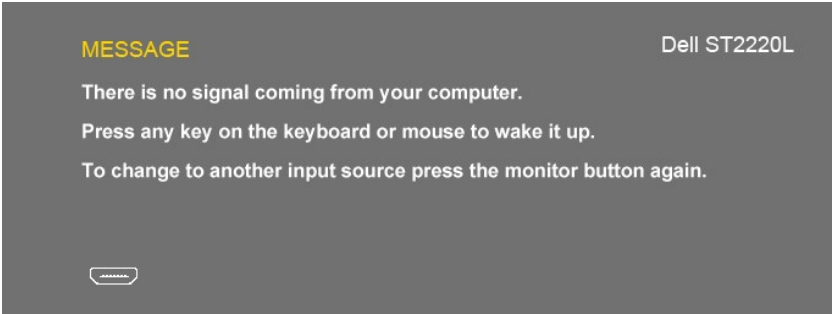 MESSAGE
Dell ST2220L
There is no signal coming from your computer.
Press any key on the keyboard or mouse to wake it up.
To change to another input source press the monitor button again.